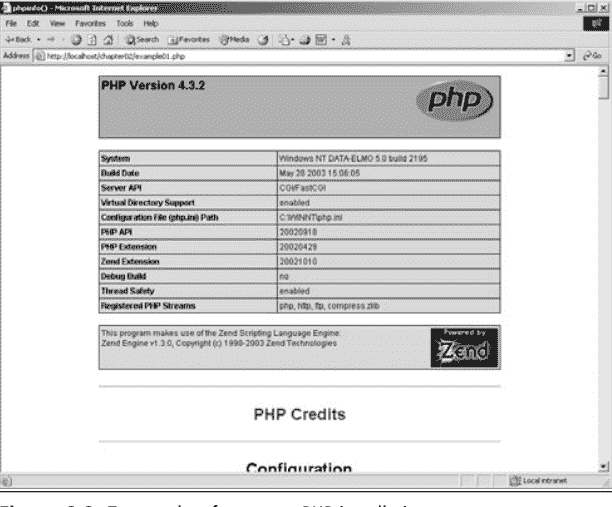 phpinfo() - Microsoft Internet Explorer
File Edit View Favorites Tools Help
Back Search Favorites Media
Address http://localhost/chapter02/example01.php Go
PHP Version 4.3.2
php
System Windows NT DATA-ELMO 5.0 build 2195
Build Date May 28 2003 15:06:05
Server API CGI/FastCGI
Virtual Directory Support enabled
Configuration File (php.ini) Path C:\WINNT\php.ini
PHP API 20020918
PHP Extension 20020429
Zend Extension 20021010
Debug Build no
Thread Safety enabled
Registered PHP Streams php, http, ftp, compress.zlib
This program makes use of the Zend Scripting Language Engine:
Zend Engine v1.3.0, Copyright (c) 1998-2003 Zend Technologies
Powered by
Zend
PHP Credits
Configuration
Local intranet